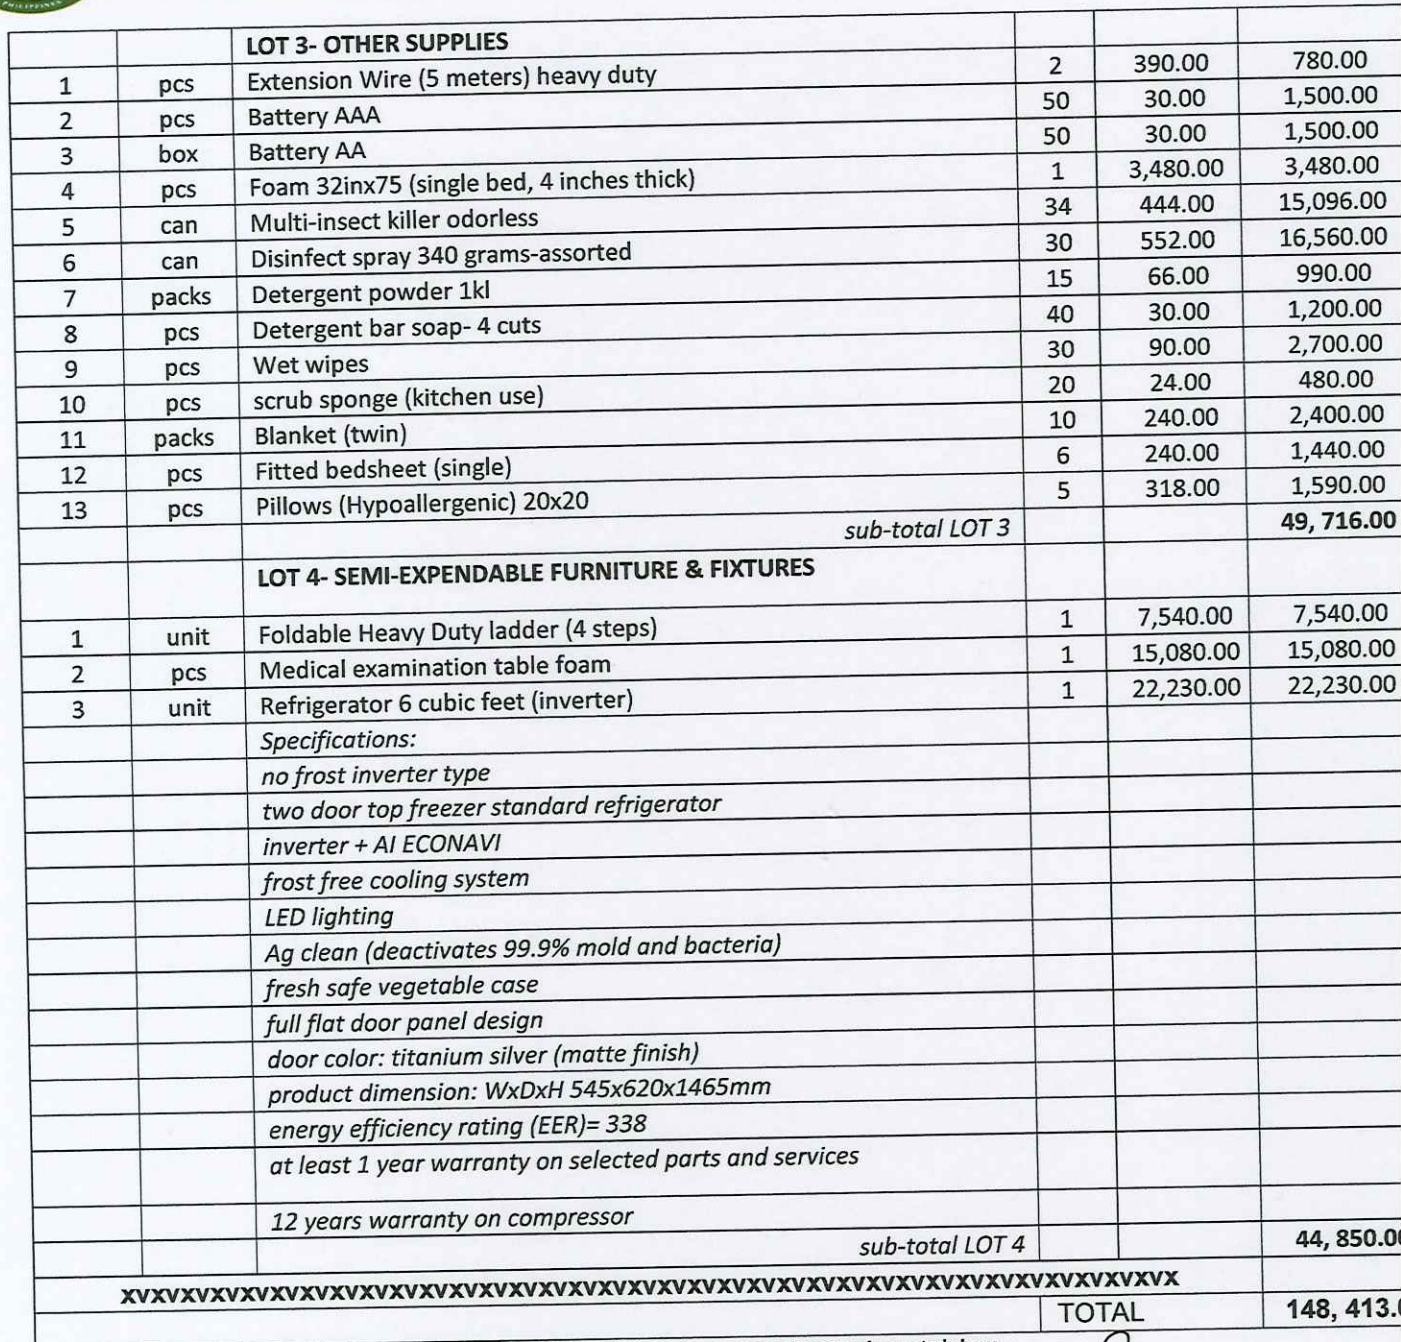 PHILIPPINES
LOT 3- OTHER SUPPLIES
1 pcs Extension Wire (5 meters) heavy duty 2 390.00 780.00
2 pcs Battery AAA 50 30.00 1,500.00
3 box Battery AA 50 30.00 1,500.00
4 pcs Foam 32inx75 (single bed, 4 inches thick) 1 3,480.00 3,480.00
5 can Multi-insect killer odorless 34 444.00 15,096.00
6 can Disinfect spray 340 grams-assorted 30 552.00 16,560.00
7 packs Detergent powder 1kl 15 66.00 990.00
8 pcs Detergent bar soap- 4 cuts 40 30.00 1,200.00
9 pcs Wet wipes 30 90.00 2,700.00
10 pcs scrub sponge (kitchen use) 20 24.00 480.00
11 packs Blanket (twin) 10 240.00 2,400.00
12 pcs Fitted bedsheet (single) 6 240.00 1,440.00
13 pcs Pillows (Hypoallergenic) 20x20 5 318.00 1,590.00
sub-total LOT 3 49, 716.00
LOT 4- SEMI-EXPENDABLE FURNITURE & FIXTURES
1 unit Foldable Heavy Duty ladder (4 steps) 1 7,540.00 7,540.00
2 pcs Medical examination table foam 1 15,080.00 15,080.00
3 unit Refrigerator 6 cubic feet (inverter) 1 22,230.00 22,230.00
Specifications:
no frost inverter type
two door top freezer standard refrigerator
inverter + AI ECONAVI
frost free cooling system
LED lighting
Ag clean (deactivates 99.9% mold and bacteria)
fresh safe vegetable case
full flat door panel design
door color: titanium silver (matte finish)
product dimension: WxDxH 545x620x1465mm
energy efficiency rating (EER)= 338
at least 1 year warranty on selected parts and services
12 years warranty on compressor
sub-total LOT 4 44, 850.00
XVXVXVXVXVXVXVXVXVXVXVXVXVXVXVXVXVXVXVXVXVXVXVXVXVXVXVXVXVXVXVXVXVXVXVX
TOTAL 148, 413.0